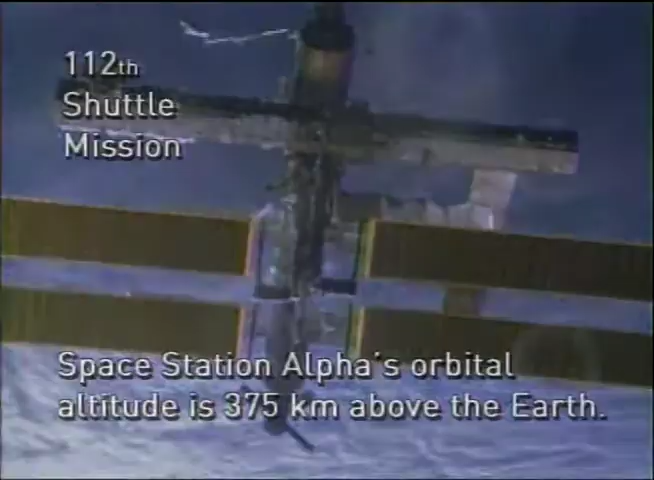 112th
Shuttle
Mission
Space Station Alpha's orbital
altitude is 375 km above the Earth.